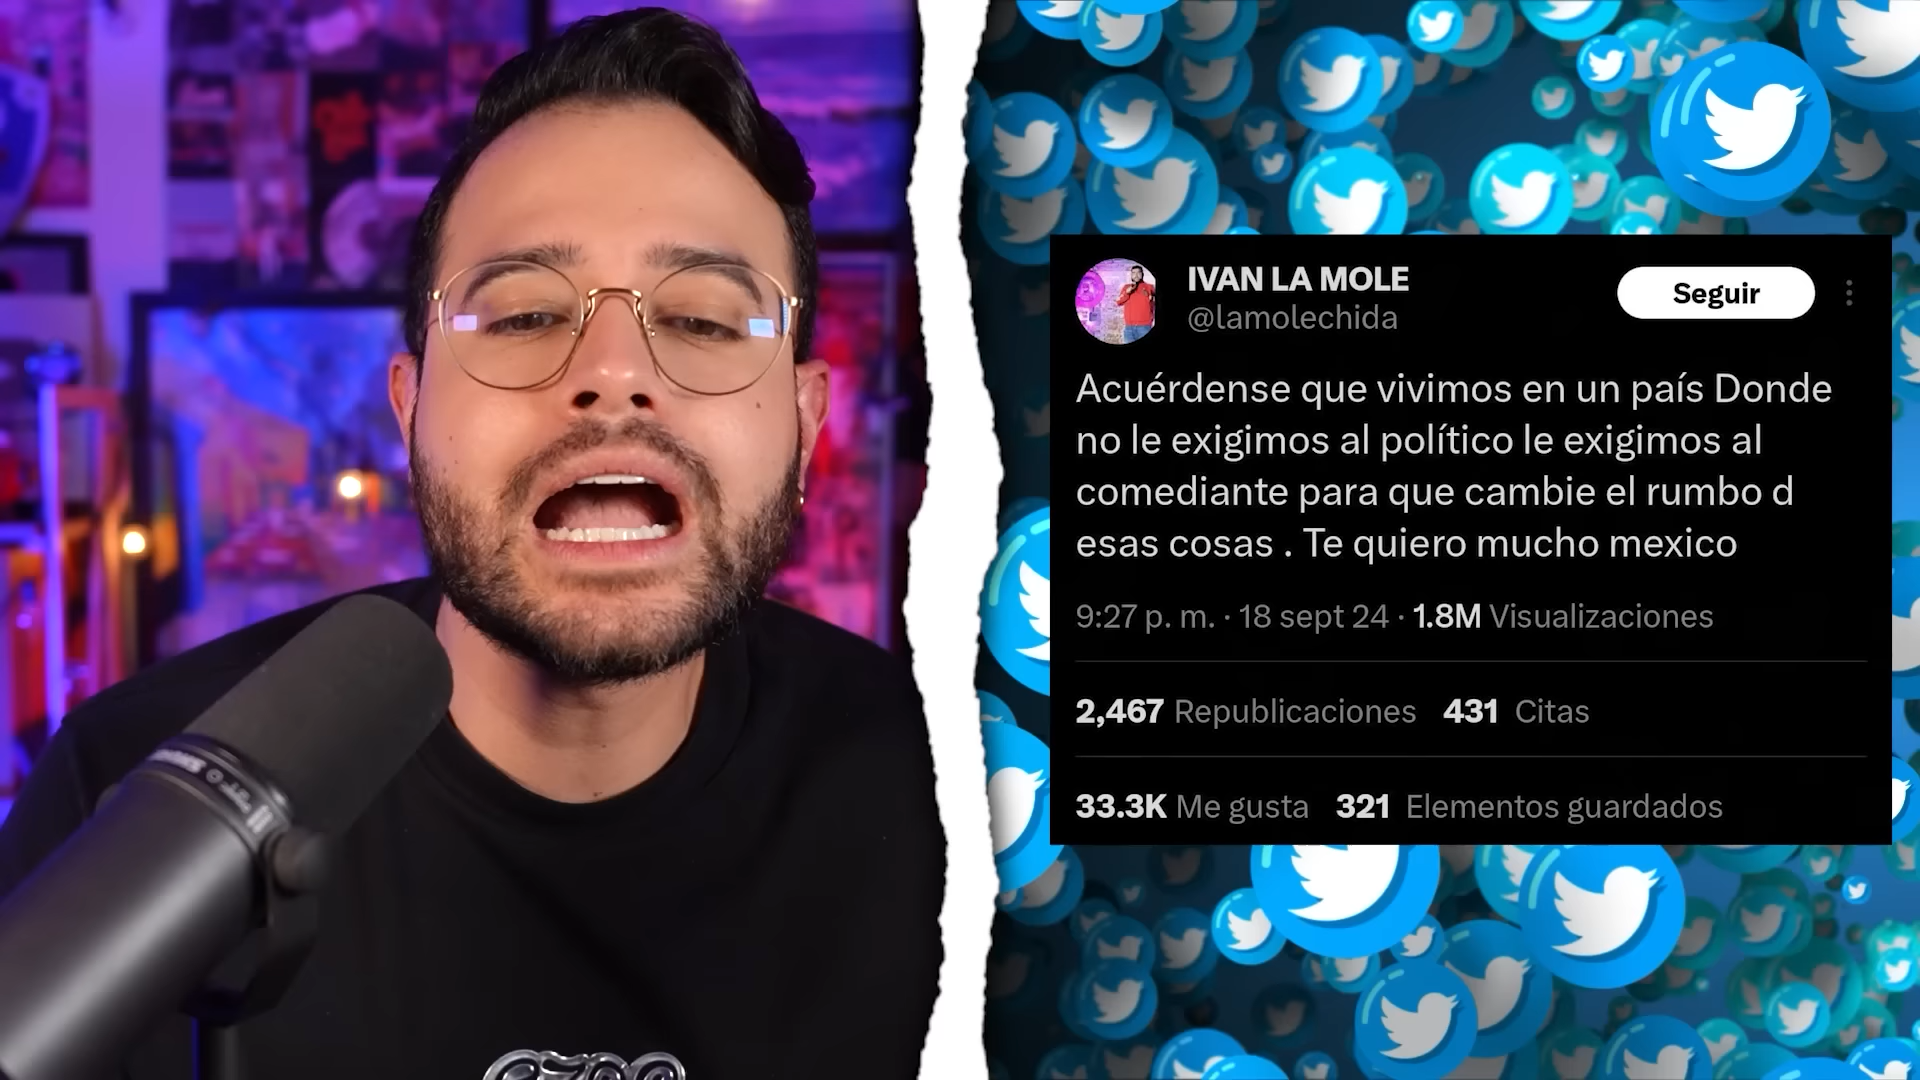 IVAN LA MOLE
@lamolechida
Seguir
Acuérdense que vivimos en un país Donde
no le exigimos al político le exigimos al
comediante para que cambie el rumbo d
esas cosas . Te quiero mucho mexico
9:27 p. m. · 18 sept 24 · 1.8M Visualizaciones
2,467 Republicaciones 431 Citas
33.3K Me gusta 321 Elementos guardados